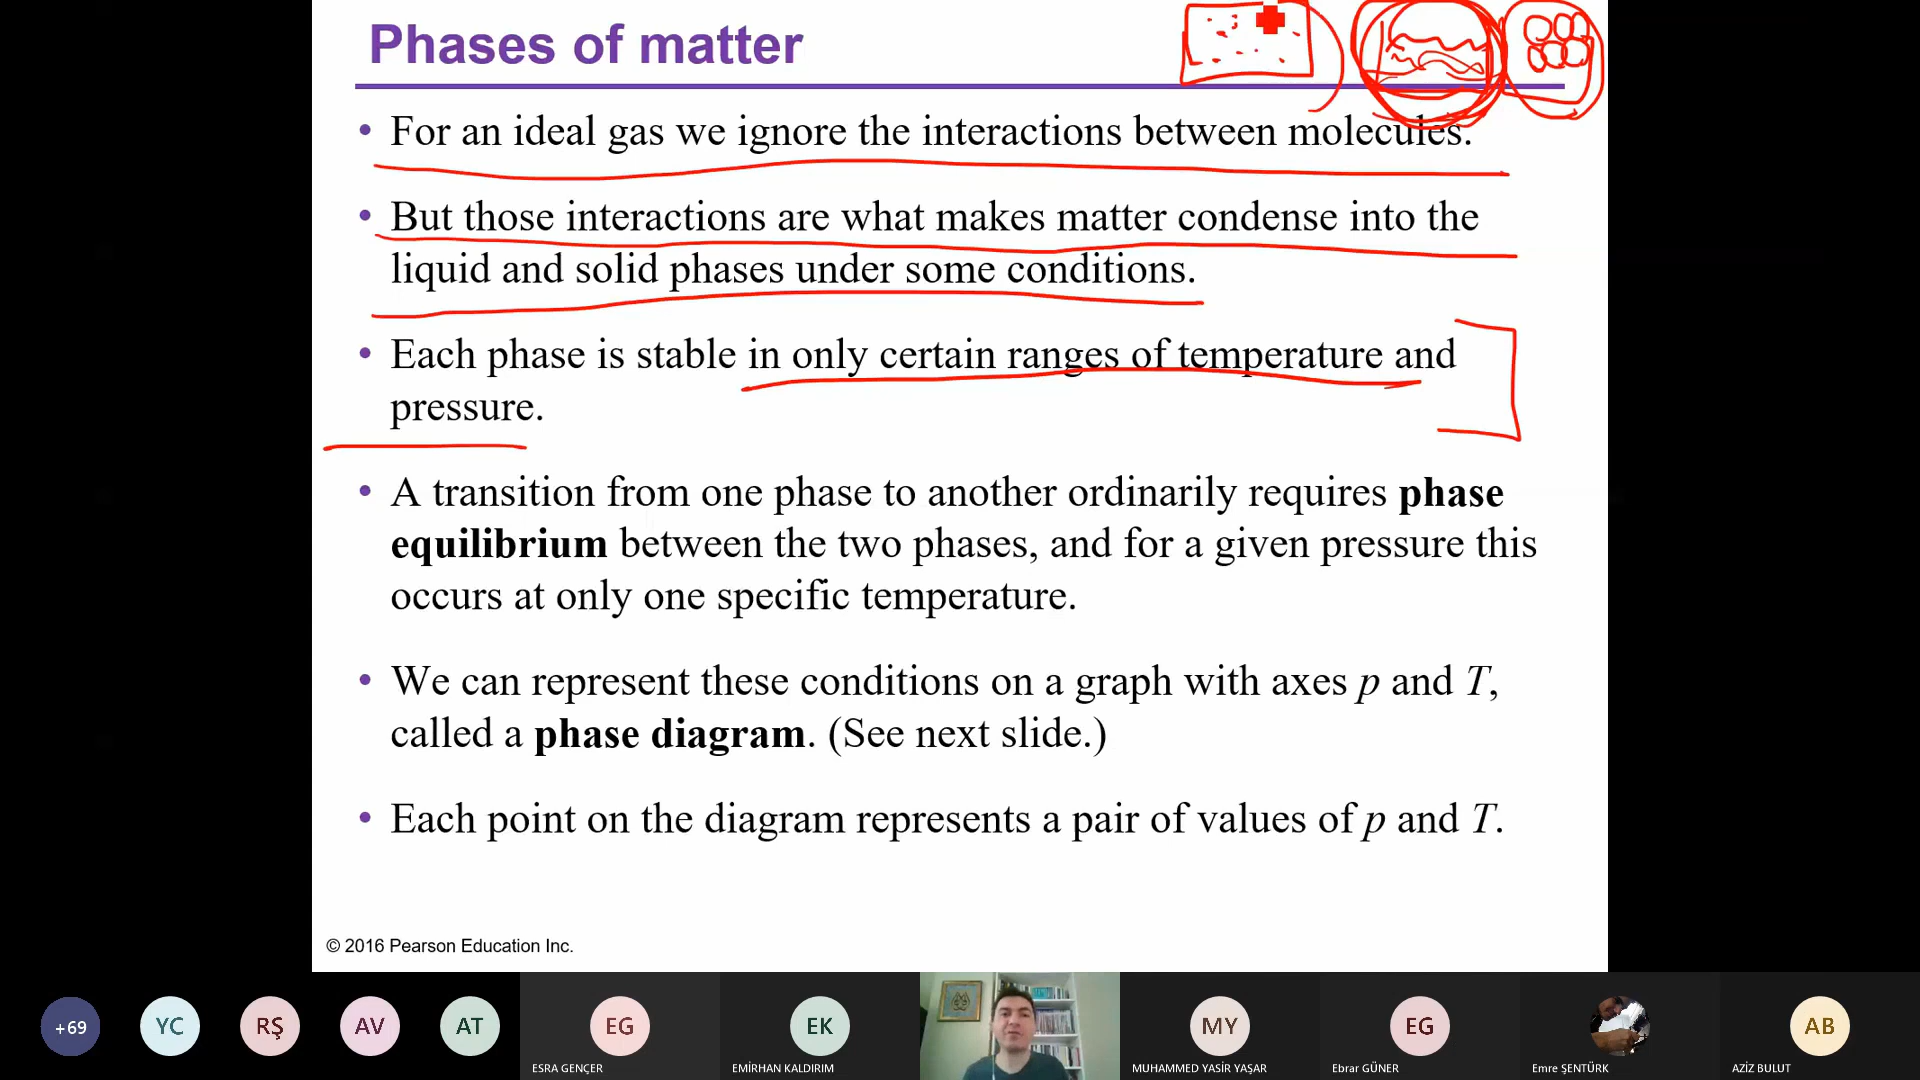 Phases of matter
• For an ideal gas we ignore the interactions between molecules.
• But those interactions are what makes matter condense into the
liquid and solid phases under some conditions.
• Each phase is stable in only certain ranges of temperature and
pressure.
• A transition from one phase to another ordinarily requires phase
equilibrium between the two phases, and for a given pressure this
occurs at only one specific temperature.
• We can represent these conditions on a graph with axes p and T,
called a phase diagram. (See next slide.)
• Each point on the diagram represents a pair of values of p and T.
© 2016 Pearson Education Inc.
+69
YC
RŞ
AV
AT
EG
ESRA GENÇER
EK
EMİRHAN KALDIRIM
MY
MUHAMMED YASİR YAŞAR
EG
Ebrar GÜNER
Emre ŞENTÜRK
AB
AZİZ BULUT